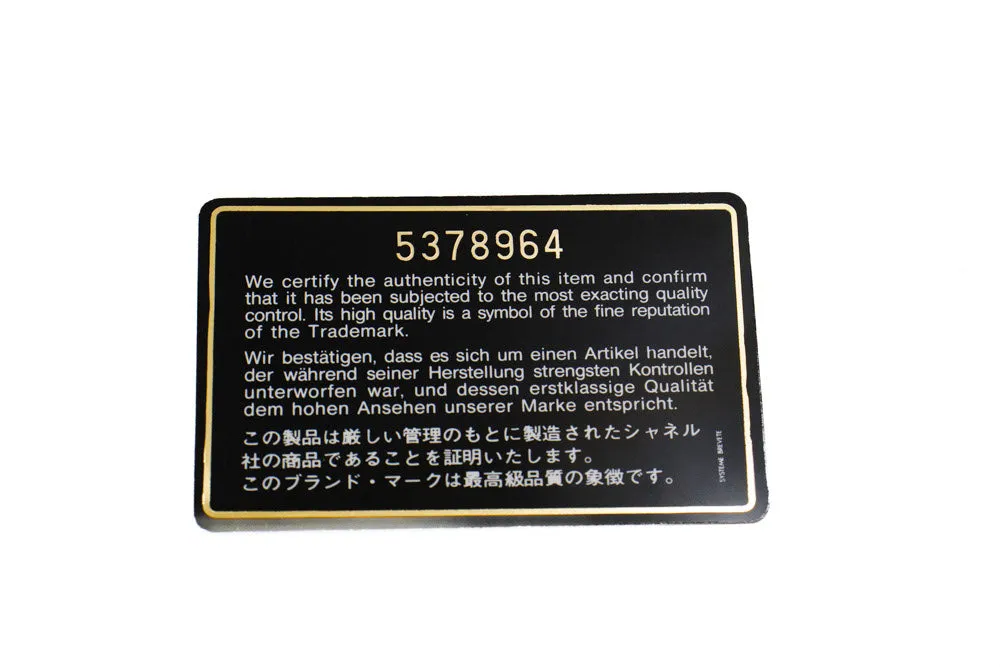 5378964
We certify the authenticity of this item and confirm
that it has been subjected to the most exacting quality
control. Its high quality is a symbol of the fine reputation
of the Trademark.
Wir bestätigen, dass es sich um einen Artikel handelt,
der während seiner Herstellung strengsten Kontrollen
unterworfen war, und dessen erstklassige Qualität
dem hohen Ansehen unserer Marke entspricht.
この製品は厳しい管理のもとに製造されたシャネル
社の商品であることを証明いたします。
このブランド・マークは最高級品質の象徴です。
SYSTEME BREVETE